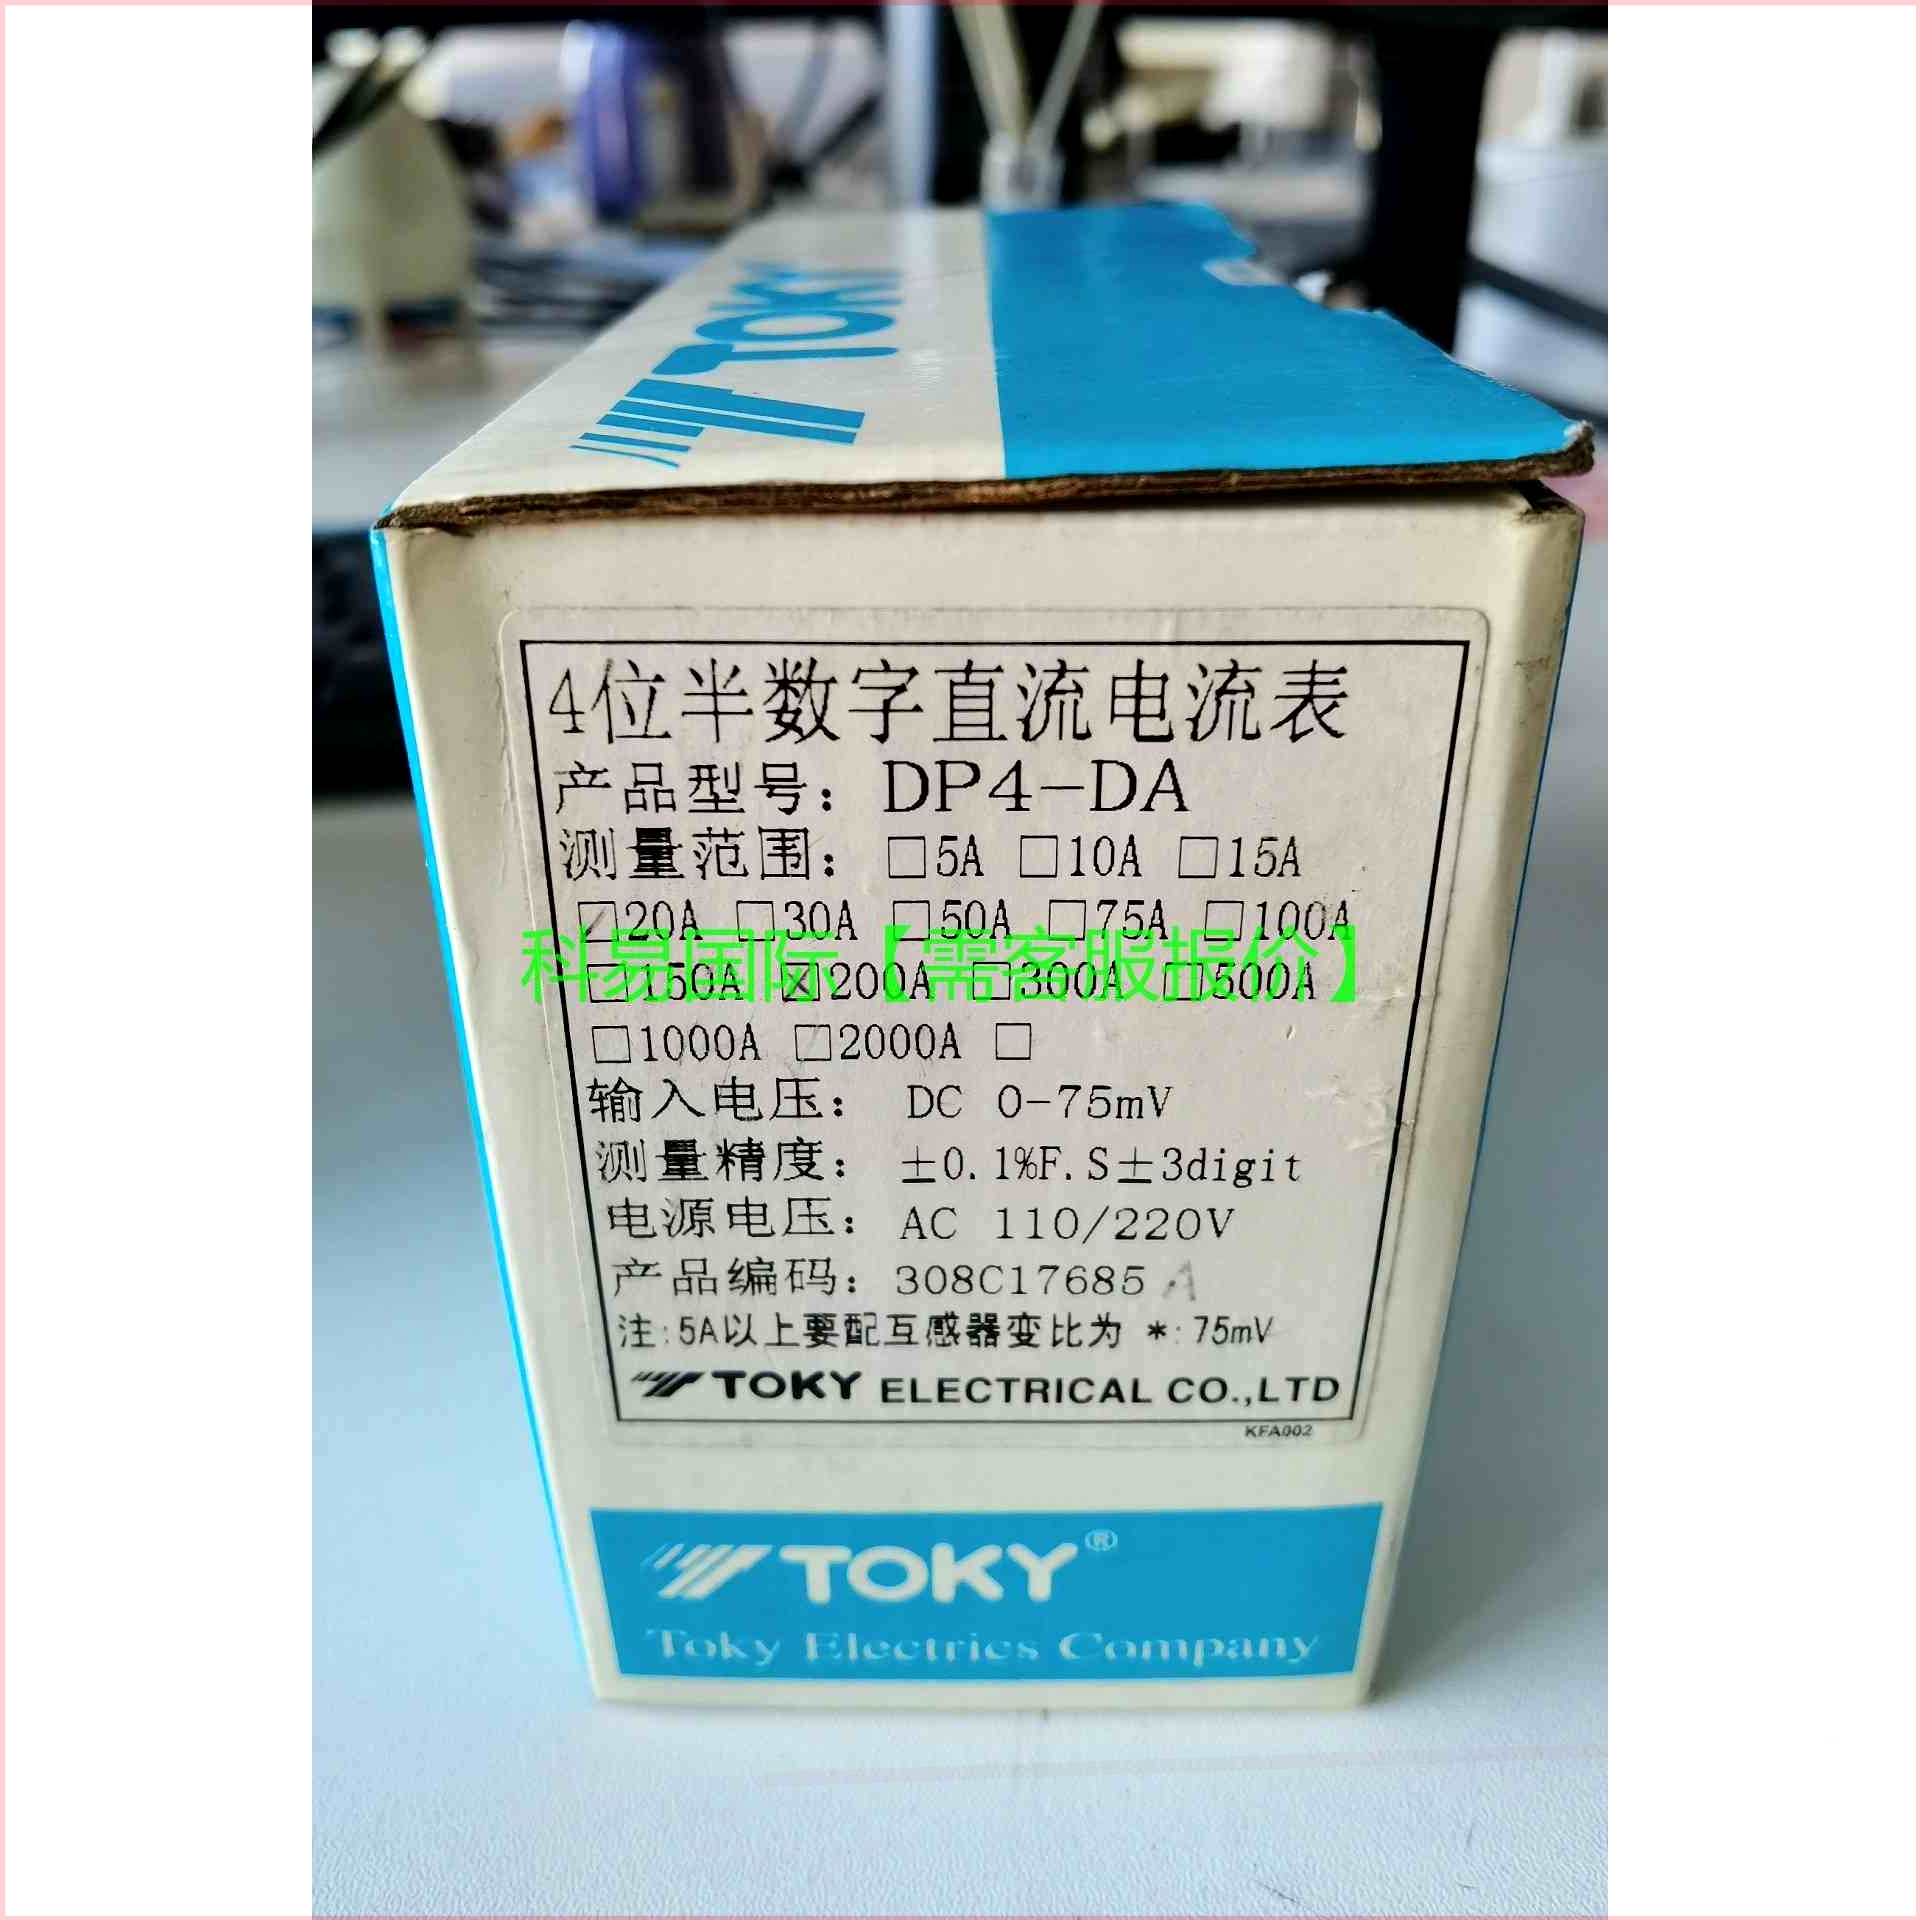 TOKY
4位半数字直流电流表
产品型号: DP4-DA
测量范围: □5A □10A □15A
☑20A □30A □50A □75A □100A
□150A ☒200A □300A □500A
□1000A □2000A □
科易国际【需客服报价】
输入电压: DC 0-75mV
测量精度: ±0.1%F.S±3digit
电源电压: AC 110/220V
产品编码: 308C17685 A
注:5A以上要配互感器变比为 *:75mV
TOKY ELECTRICAL CO.,LTD
KFA002
TOKY®
Toky Electrics Company